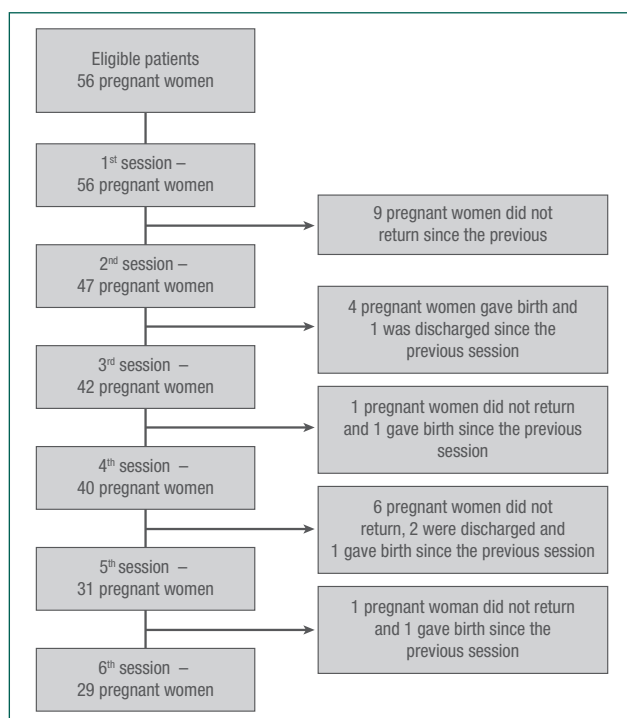 Eligible patients
56 pregnant women
1st session –
56 pregnant women
9 pregnant women did not
return since the previous
2nd session –
47 pregnant women
4 pregnant women gave birth and
1 was discharged since the
previous session
3rd session –
42 pregnant women
1 pregnant women did not return
and 1 gave birth since the previous
session
4th session –
40 pregnant women
6 pregnant women did not
return, 2 were discharged and
1 gave birth since the previous session
5th session –
31 pregnant women
1 pregnant woman did not return
and 1 gave birth since the
previous session
6th session –
29 pregnant women